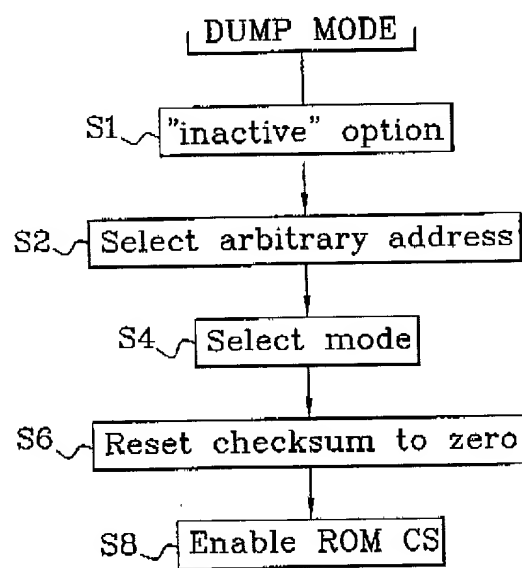 DUMP MODE
S1 "inactive" option
S2 Select arbitrary address
S4 Select mode
S6 Reset checksum to zero
S8 Enable ROM CS